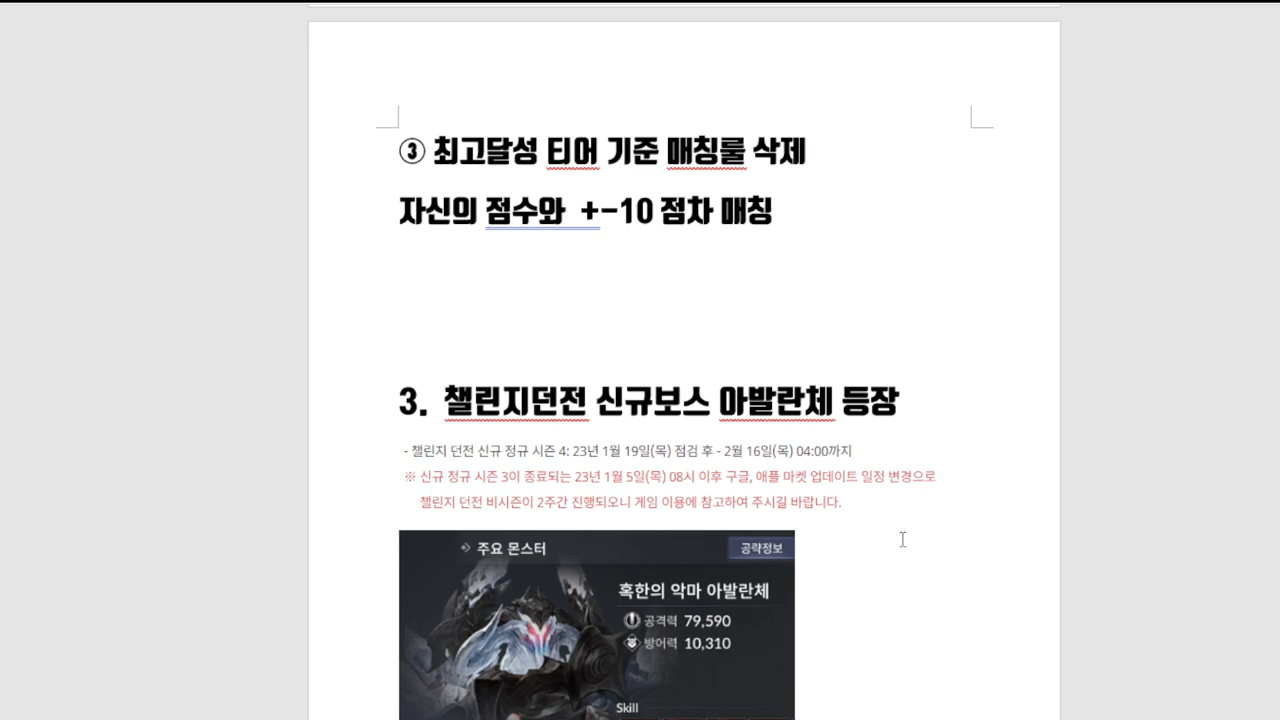 ③ 최고달성 티어 기준 매칭룰 삭제
자신의 점수와 +-10 점차 매칭
3. 챌린지던전 신규보스 아발란체 등장
- 챌린지 던전 신규 정규 시즌 4: 23년 1월 19일(목) 점검 후 - 2월 16일(목) 04:00까지
※ 신규 정규 시즌 3이 종료되는 23년 1월 5일(목) 08시 이후 구글, 애플 마켓 업데이트 일정 변경으로
챌린지 던전 비시즌이 2주간 진행되오니 게임 이용에 참고하여 주시길 바랍니다.
주요 몬스터
공략정보
혹한의 악마 아발란체
공격력 79,590
방어력 10,310
Skill